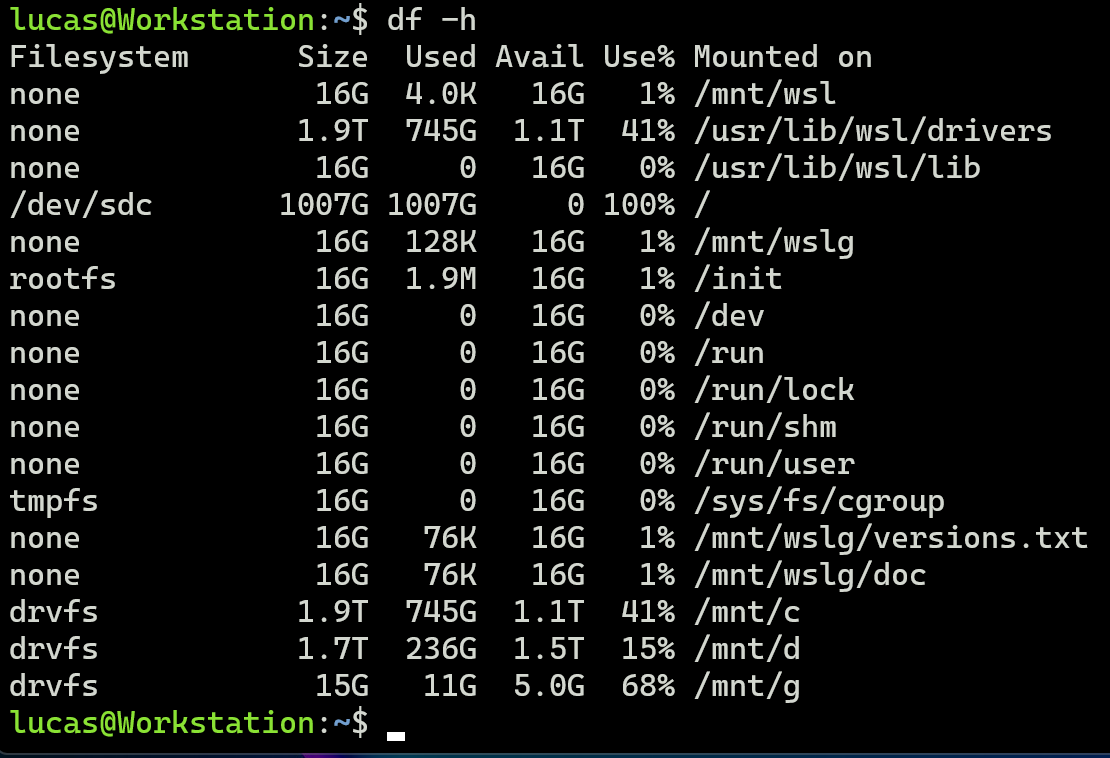 lucas@Workstation:~$ df -h
Filesystem      Size  Used Avail Use% Mounted on
none             16G  4.0K   16G   1% /mnt/wsl
none            1.9T  745G  1.1T  41% /usr/lib/wsl/drivers
none             16G     0   16G   0% /usr/lib/wsl/lib
/dev/sdc       1007G 1007G     0 100% /
none             16G  128K   16G   1% /mnt/wslg
rootfs           16G  1.9M   16G   1% /init
none             16G     0   16G   0% /dev
none             16G     0   16G   0% /run
none             16G     0   16G   0% /run/lock
none             16G     0   16G   0% /run/shm
none             16G     0   16G   0% /run/user
tmpfs            16G     0   16G   0% /sys/fs/cgroup
none             16G   76K   16G   1% /mnt/wslg/versions.txt
none             16G   76K   16G   1% /mnt/wslg/doc
drvfs           1.9T  745G  1.1T  41% /mnt/c
drvfs           1.7T  236G  1.5T  15% /mnt/d
drvfs            15G   11G  5.0G  68% /mnt/g
lucas@Workstation:~$